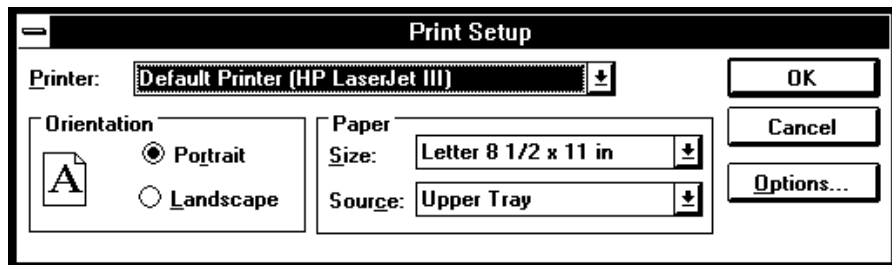 Print Setup
Printer: Default Printer (HP LaserJet III)
OK
Orientation
Portrait
Landscape
A
Paper
Size: Letter 8 1/2 x 11 in
Source: Upper Tray
Cancel
Options...